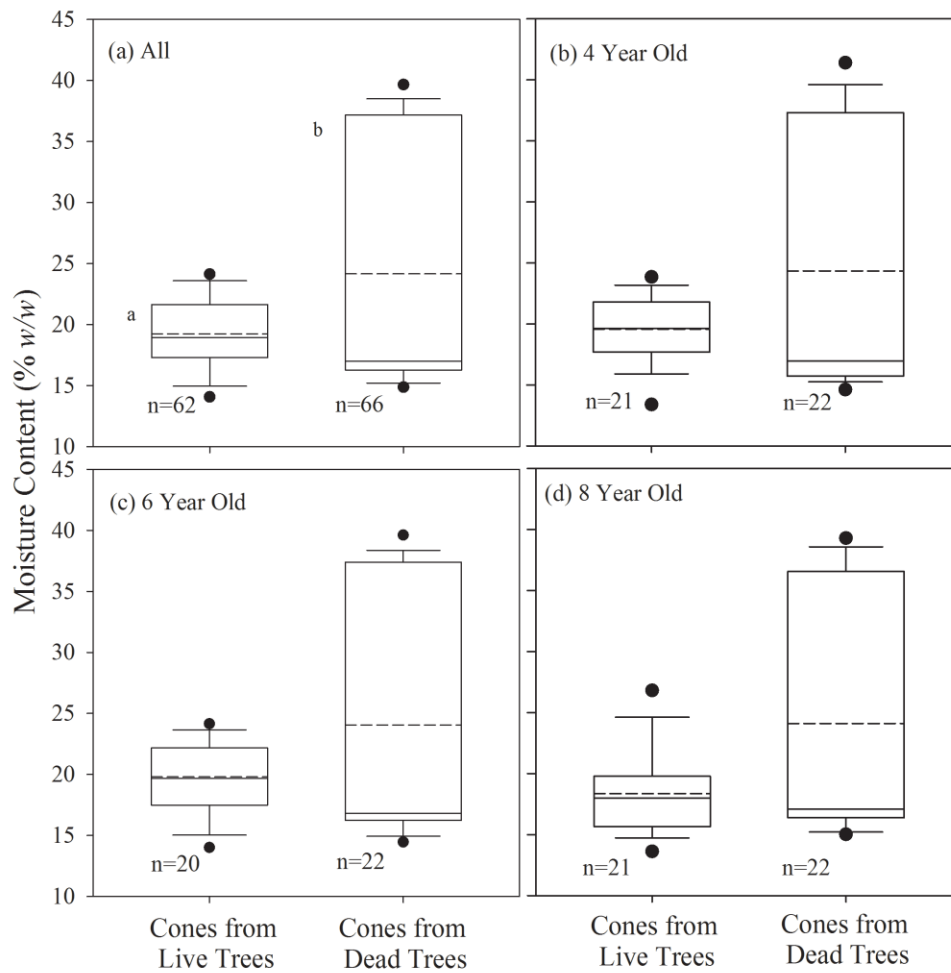 Moisture Content (% w/w)
45
40
35
30
25
20
15
10
(a) All
a
b
n=62
n=66
(b) 4 Year Old
n=21
n=22
45
40
35
30
25
20
15
10
(c) 6 Year Old
n=20
n=22
(d) 8 Year Old
n=21
n=22
Cones from
Live Trees
Cones from
Dead Trees
Cones from
Live Trees
Cones from
Dead Trees